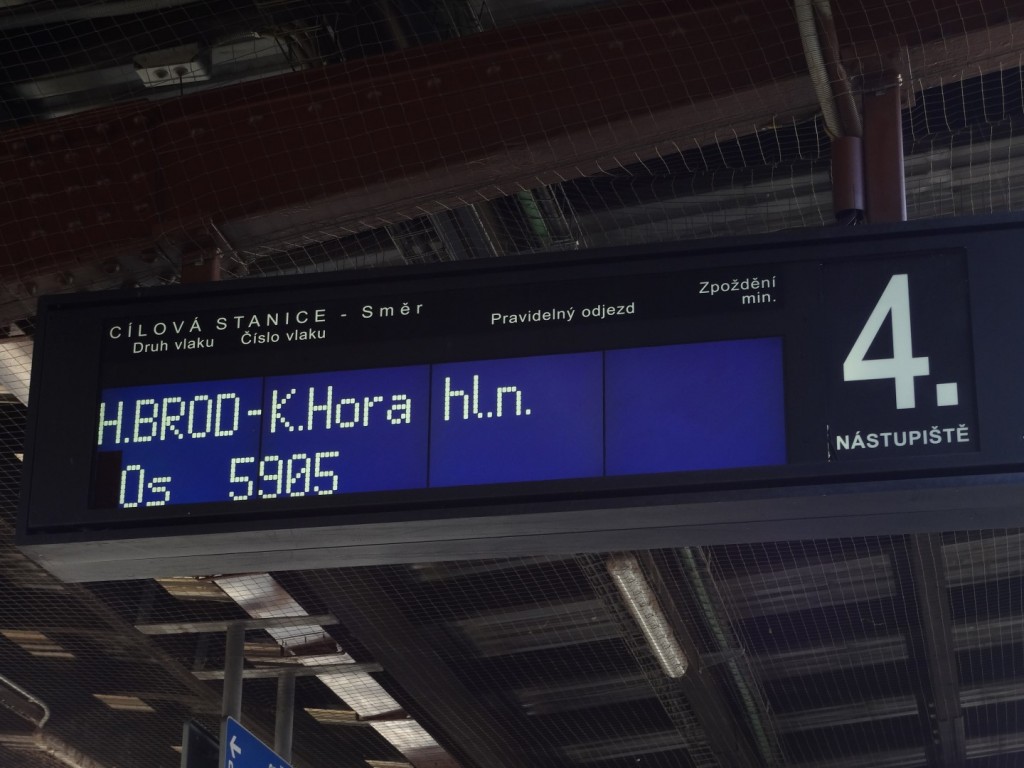 CÍLOVÁ STANICE - Směr
Druh vlaku Číslo vlaku
Pravidelný odjezd
Zpoždění
min.
H.BROD-K.Hora hl.n.
Os 5905
4.
NÁSTUPIŠTĚ